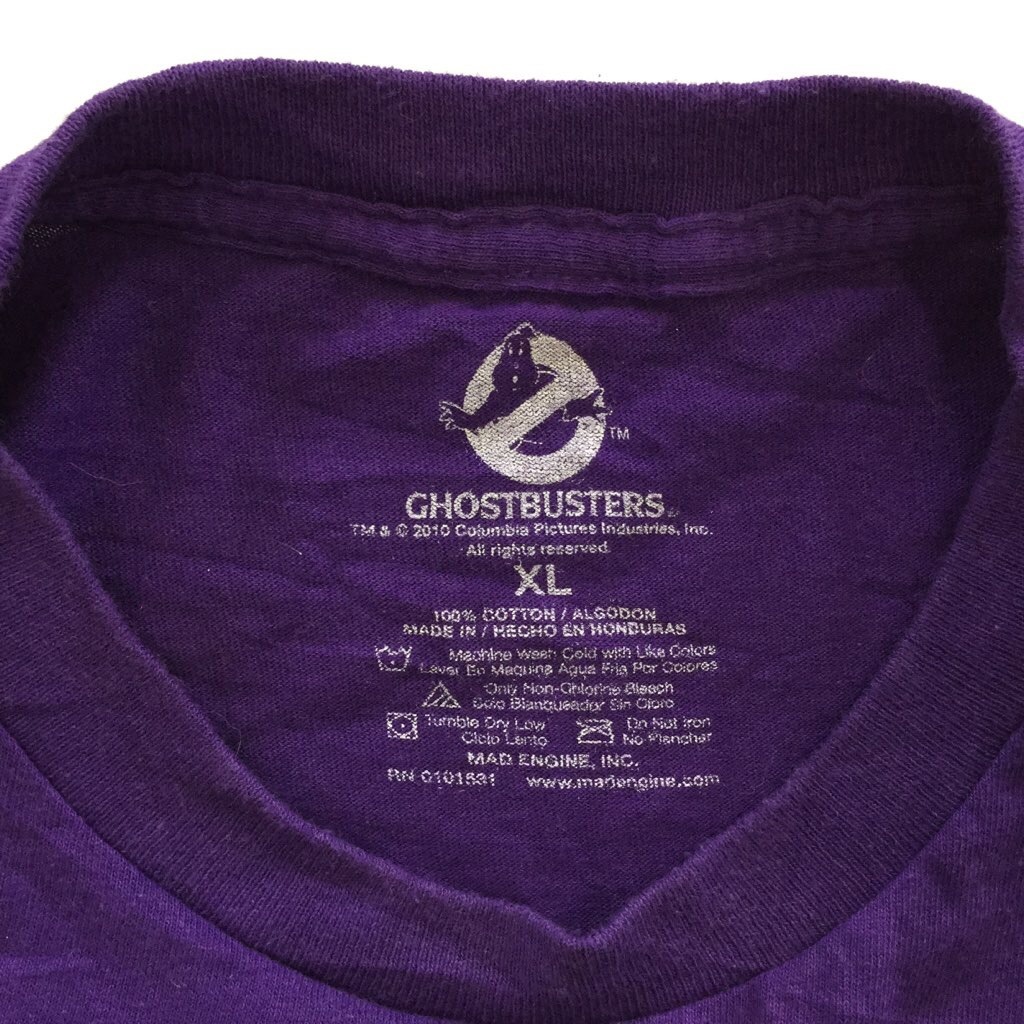 TM
GHOSTBUSTERS
TM & © 2010 Columbia Pictures Industries, Inc.
All rights reserved.
XL
100% COTTON / ALGODON
MADE IN / HECHO EN HONDURAS
Machine Wash Cold with Like Colors
Lavar En Maquina Agua Fria Por Colores
Only Non-Chlorine Bleach
Solo Blanqueador Sin Cloro
Tumble Dry Low Do Not Iron
Ciclo Lento No Planchar
MAD ENGINE, INC.
RN 0101531 www.madengine.com